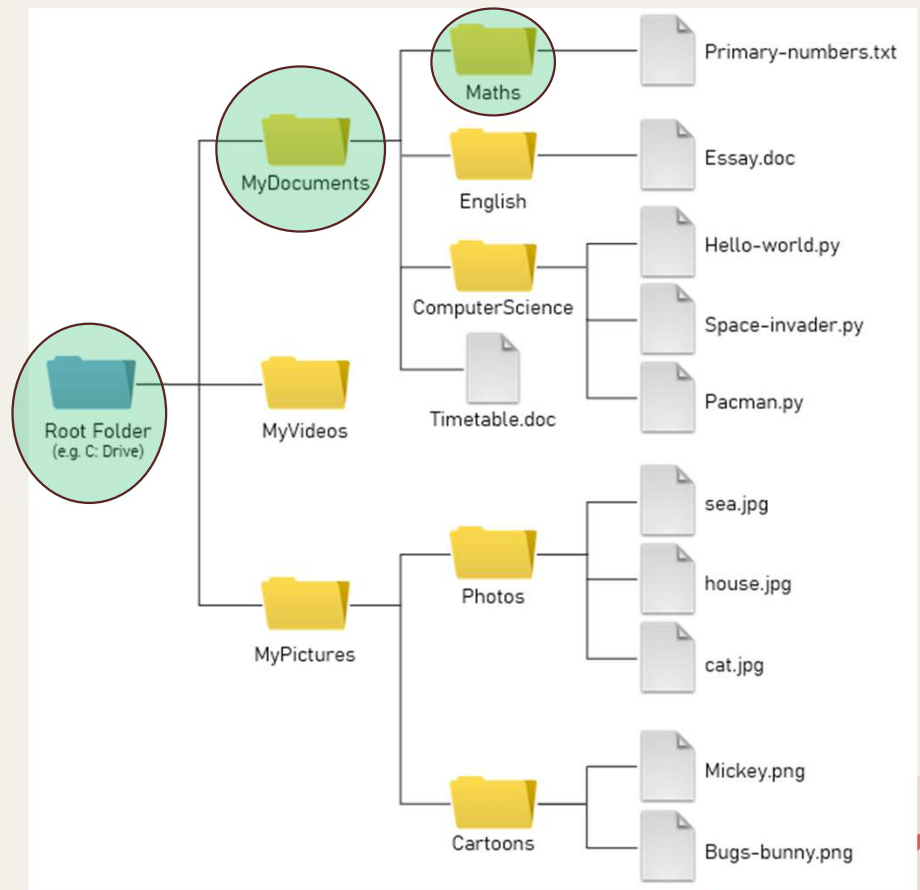 Primary-numbers.txt
Maths
MyDocuments
Essay.doc
English
Hello-world.py
ComputerScience
Space-invader.py
Timetable.doc
Pacman.py
Root Folder
(e.g. C: Drive)
MyVideos
sea.jpg
Photos
house.jpg
MyPictures
cat.jpg
Mickey.png
Cartoons
Bugs-bunny.png